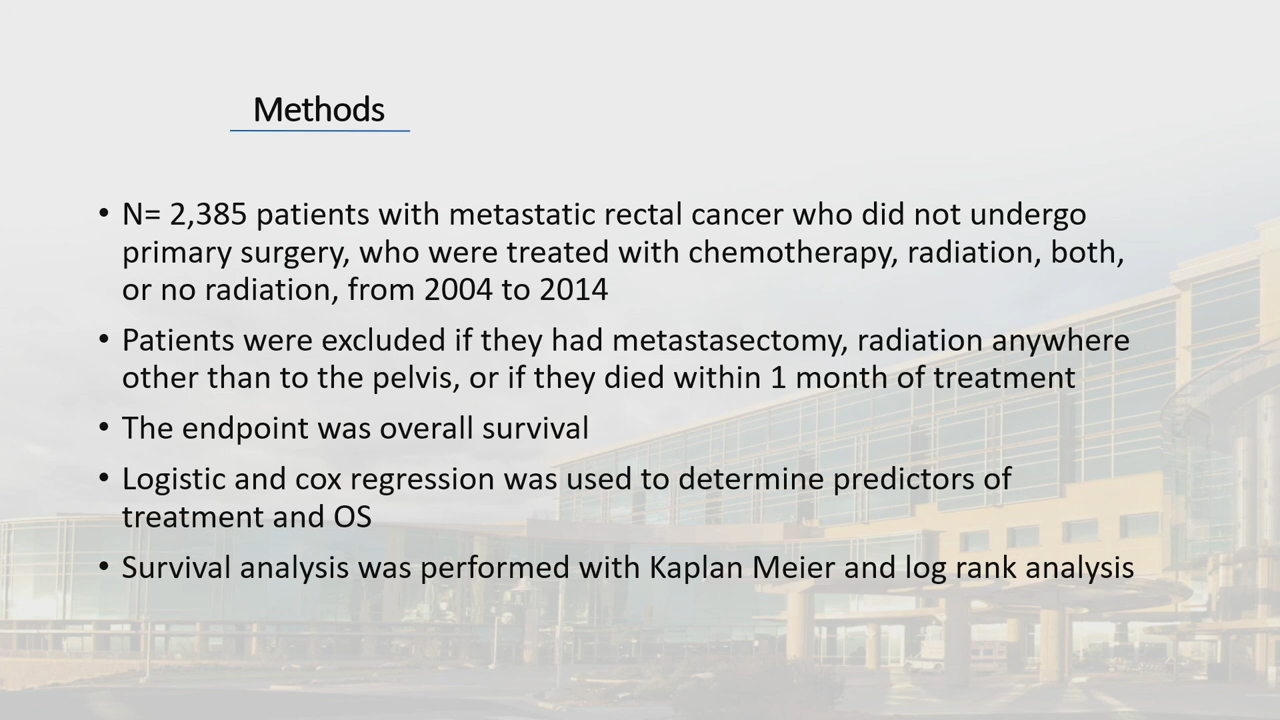 Methods
• N= 2,385 patients with metastatic rectal cancer who did not undergo
primary surgery, who were treated with chemotherapy, radiation, both,
or no radiation, from 2004 to 2014
• Patients were excluded if they had metastasectomy, radiation anywhere
other than to the pelvis, or if they died within 1 month of treatment
• The endpoint was overall survival
• Logistic and cox regression was used to determine predictors of
treatment and OS
• Survival analysis was performed with Kaplan Meier and log rank analysis